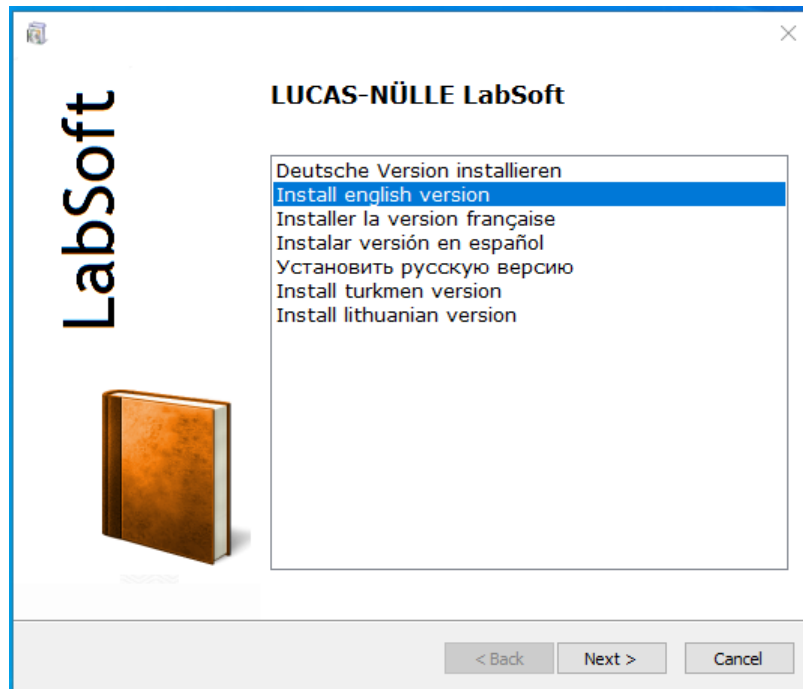 LabSoft
LUCAS-NÜLLE LabSoft
Deutsche Version installieren
Install english version
Installer la version française
Instalar versión en español
Установить русскую версию
Install turkmen version
Install lithuanian version
< Back
Next >
Cancel